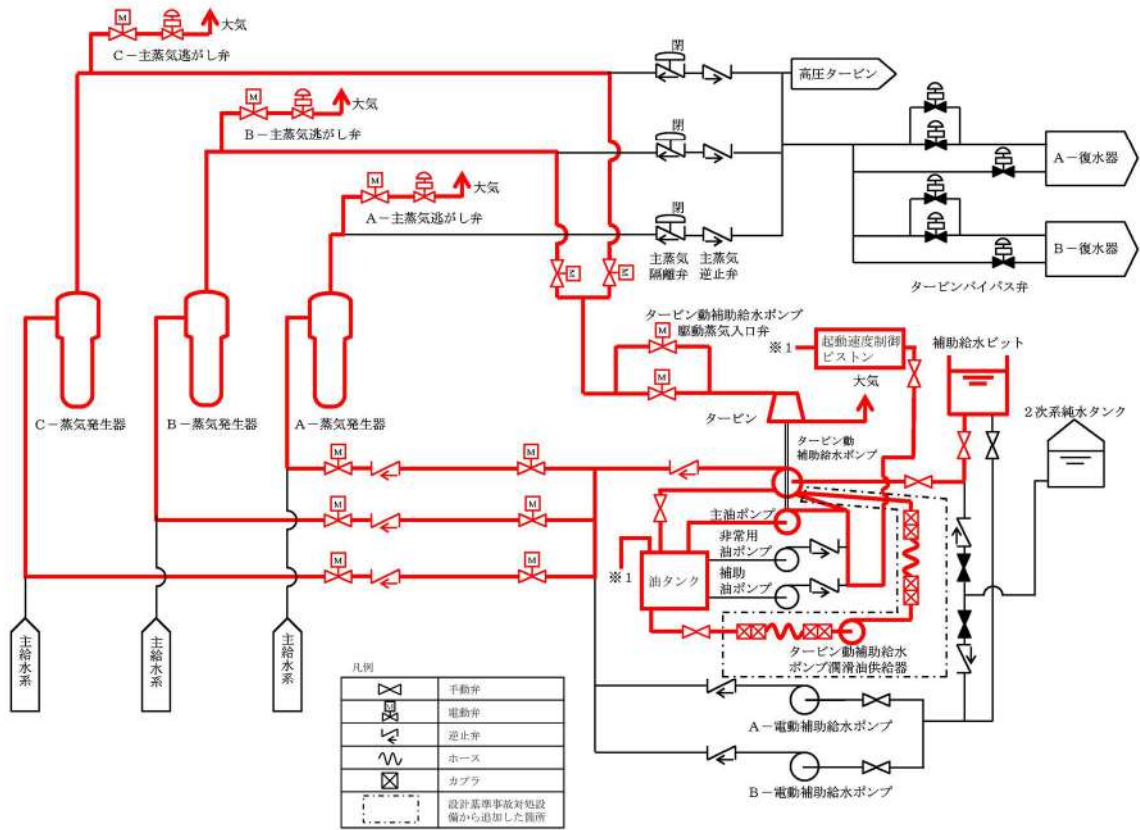 M
大気
C－主蒸気逃がし弁
閉
高圧タービン
M
大気
B－主蒸気逃がし弁
閉
A－復水器
M
大気
A－主蒸気逃がし弁
閉
主蒸気
隔離弁
主蒸気
逆止弁
B－復水器
タービンバイパス弁
M
M
タービン動補助給水ポンプ
駆動蒸気入口弁
M
M
※1
起動速度制御
ピストン
補助給水ピット
大気
タービン
2次系純水タンク
C－蒸気発生器
B－蒸気発生器
A－蒸気発生器
タービン動
補助給水ポンプ
M
M
M
M
M
M
主油ポンプ
非常用
油ポンプ
補助
油ポンプ
※1
油タンク
タービン動補助給水
ポンプ潤滑油供給器
主給水系
主給水系
主給水系
A－電動補助給水ポンプ
B－電動補助給水ポンプ
凡例
手動弁
M
電動弁
逆止弁
ホース
カプラ
設計基準事故対処設
備から追加した箇所